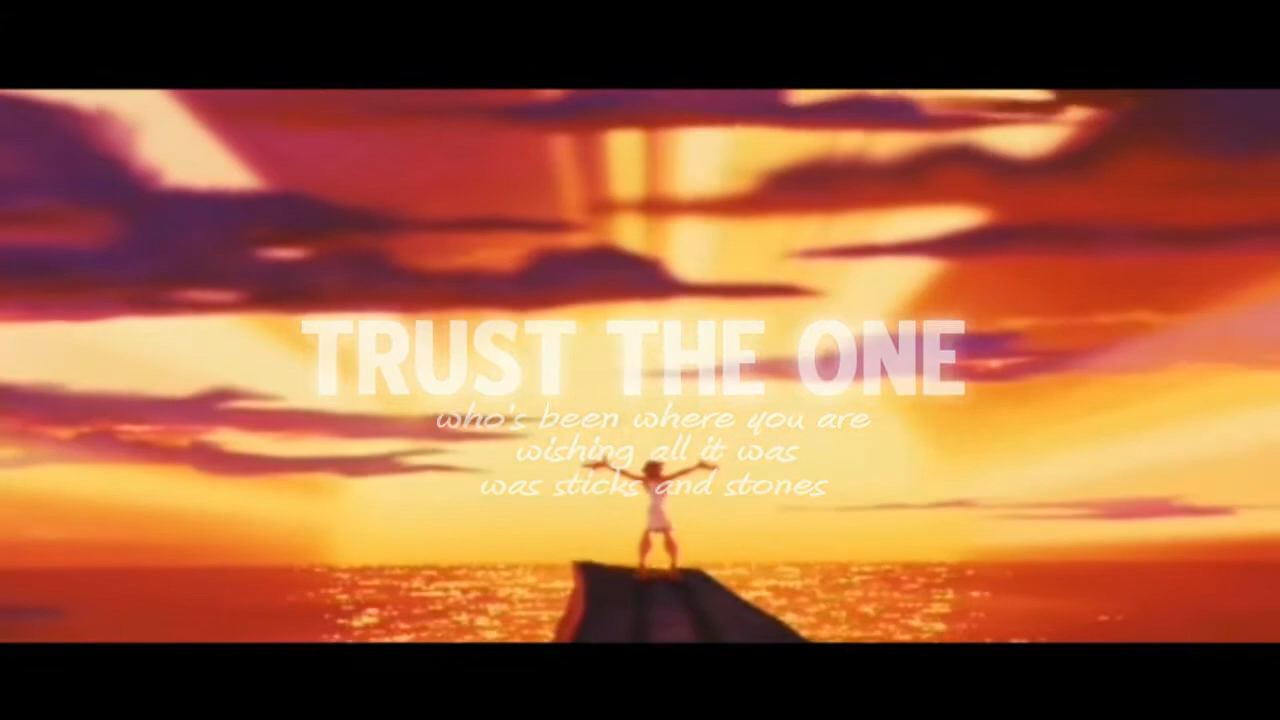 TRUST THE ONE
who's been where you are
wishing all it was
was sticks and stones